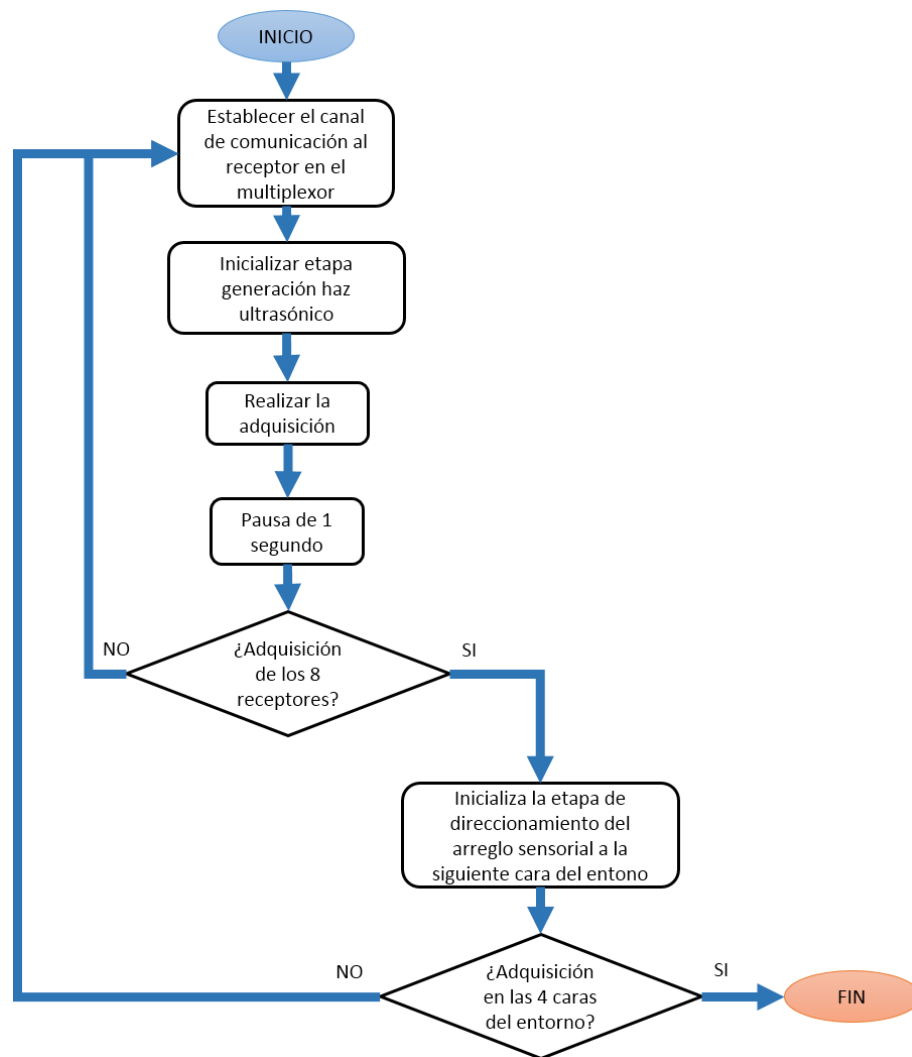 INICIO
Establecer el canal
de comunicación al
receptor en el
multiplexor
Inicializar etapa
generación haz
ultrasónico
Realizar la
adquisición
Pausa de 1
segundo
NO
¿Adquisición
de los 8
receptores?
SI
Inicializa la etapa de
direccionamiento del
arreglo sensorial a la
siguiente cara del entono
NO
¿Adquisición
en las 4 caras
del entorno?
SI
FIN